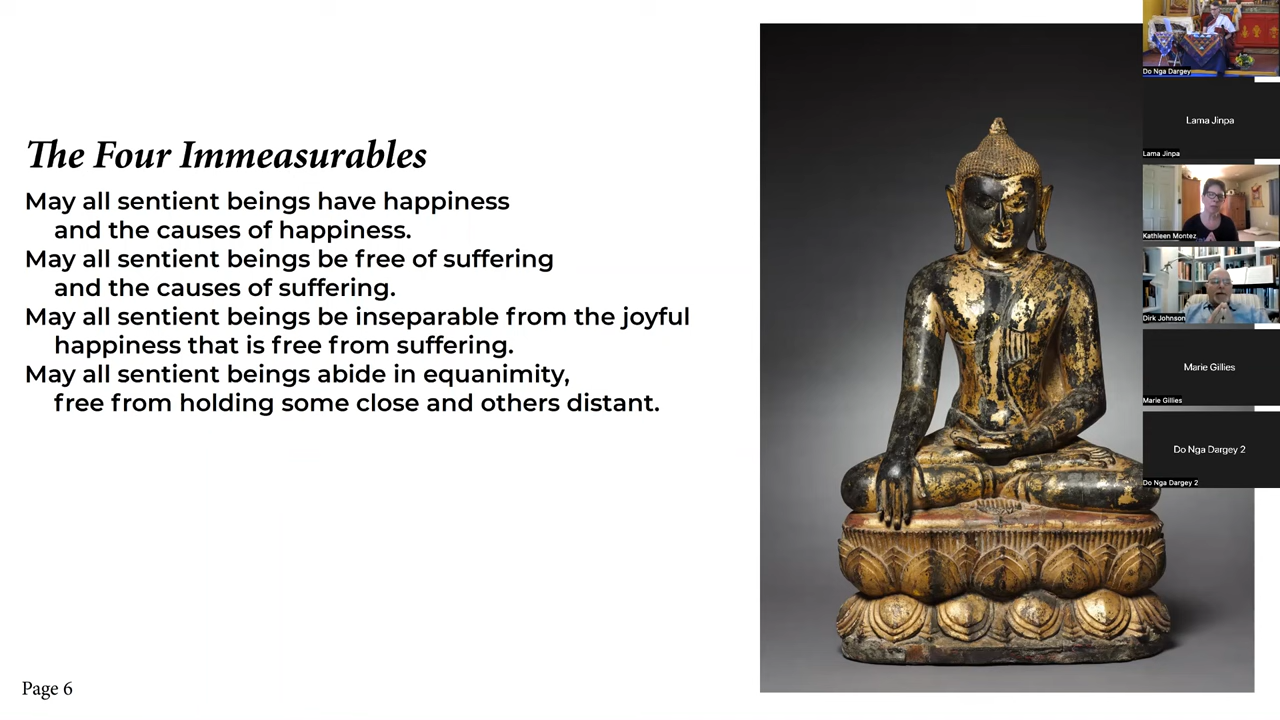 The Four Immeasurables
May all sentient beings have happiness
and the causes of happiness.
May all sentient beings be free of suffering
and the causes of suffering.
May all sentient beings be inseparable from the joyful
happiness that is free from suffering.
May all sentient beings abide in equanimity,
free from holding some close and others distant.
Page 6
Do Nga Dargey
Lama Jinpa
Lama Jinpa
Kathleen Montez
Dirk Johnson
Marie Gillies
Marie Gillies
Do Nga Dargey 2
Do Nga Dargey 2